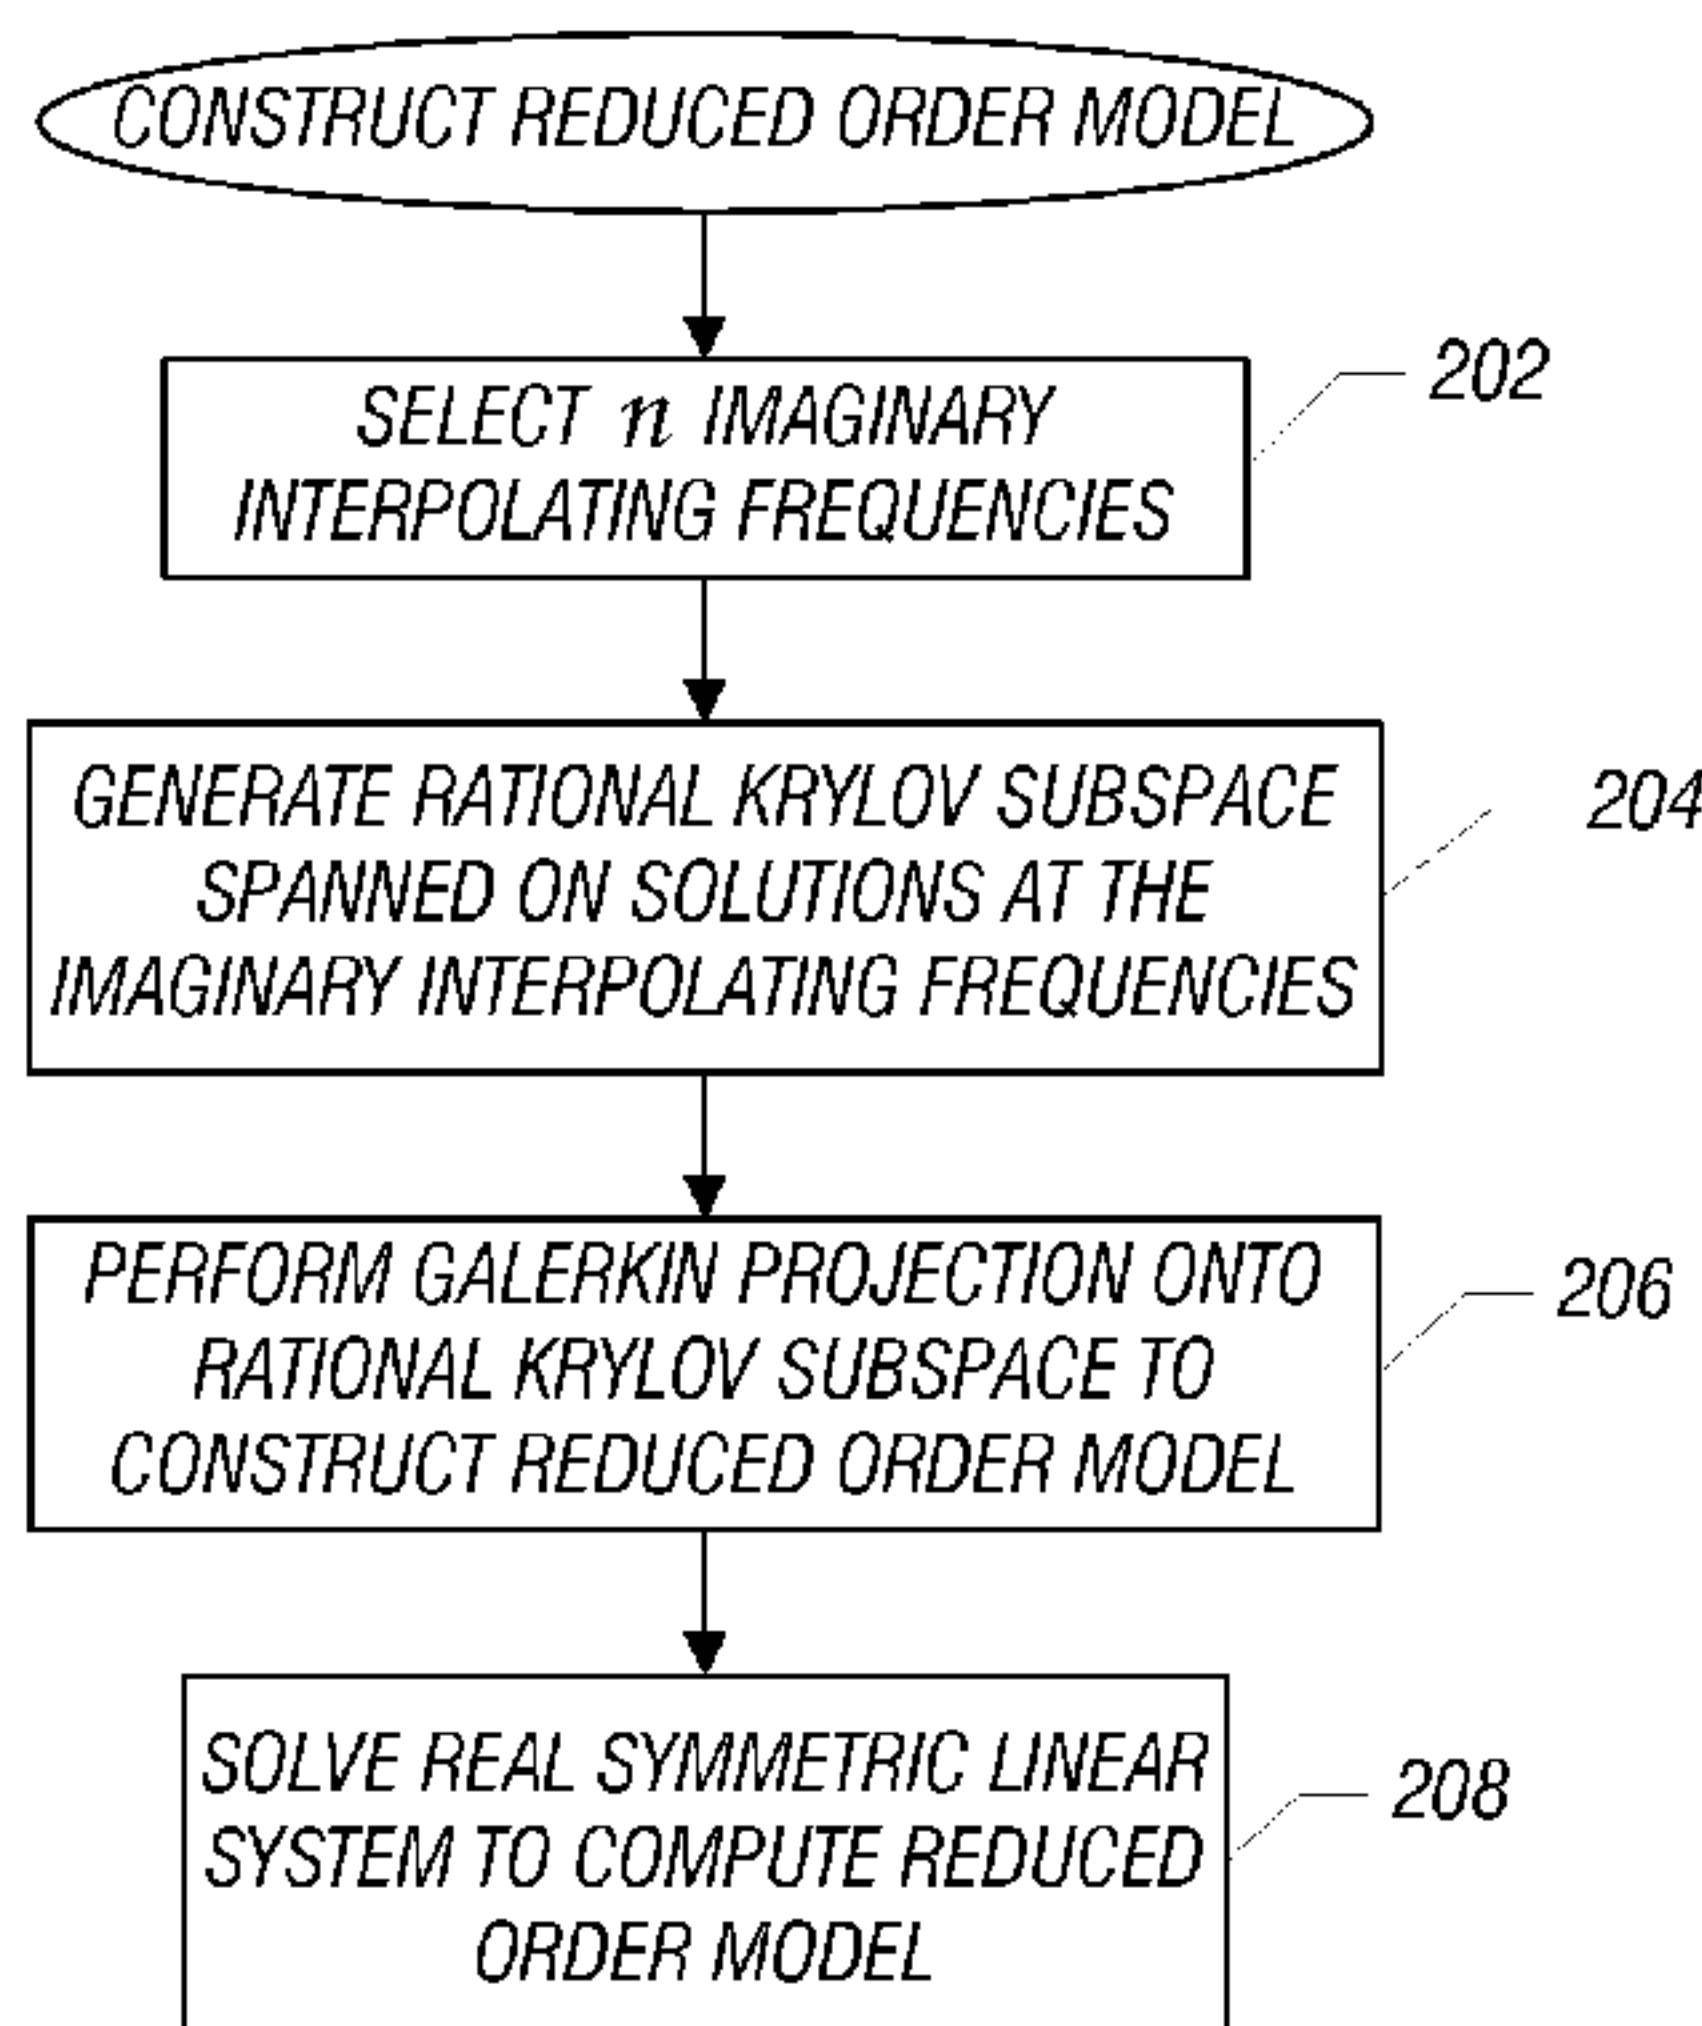 CONSTRUCT REDUCED ORDER MODEL
SELECT n IMAGINARY
INTERPOLATING FREQUENCIES
202
GENERATE RATIONAL KRYLOV SUBSPACE
SPANNED ON SOLUTIONS AT THE
IMAGINARY INTERPOLATING FREQUENCIES
204
PERFORM GALERKIN PROJECTION ONTO
RATIONAL KRYLOV SUBSPACE TO
CONSTRUCT REDUCED ORDER MODEL
206
SOLVE REAL SYMMETRIC LINEAR
SYSTEM TO COMPUTE REDUCED
ORDER MODEL
208